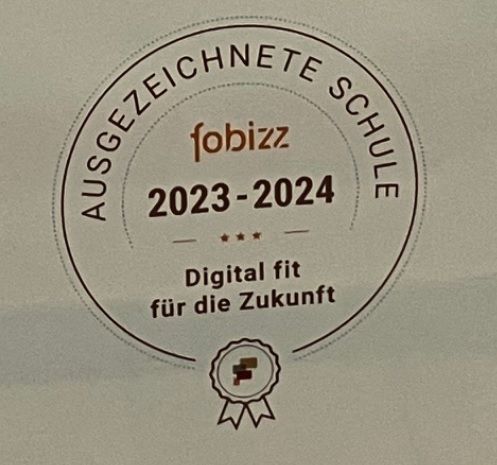 AUSGEZEICHNETE SCHULE
fobizz
2023-2024
Digital fit
für die Zukunft